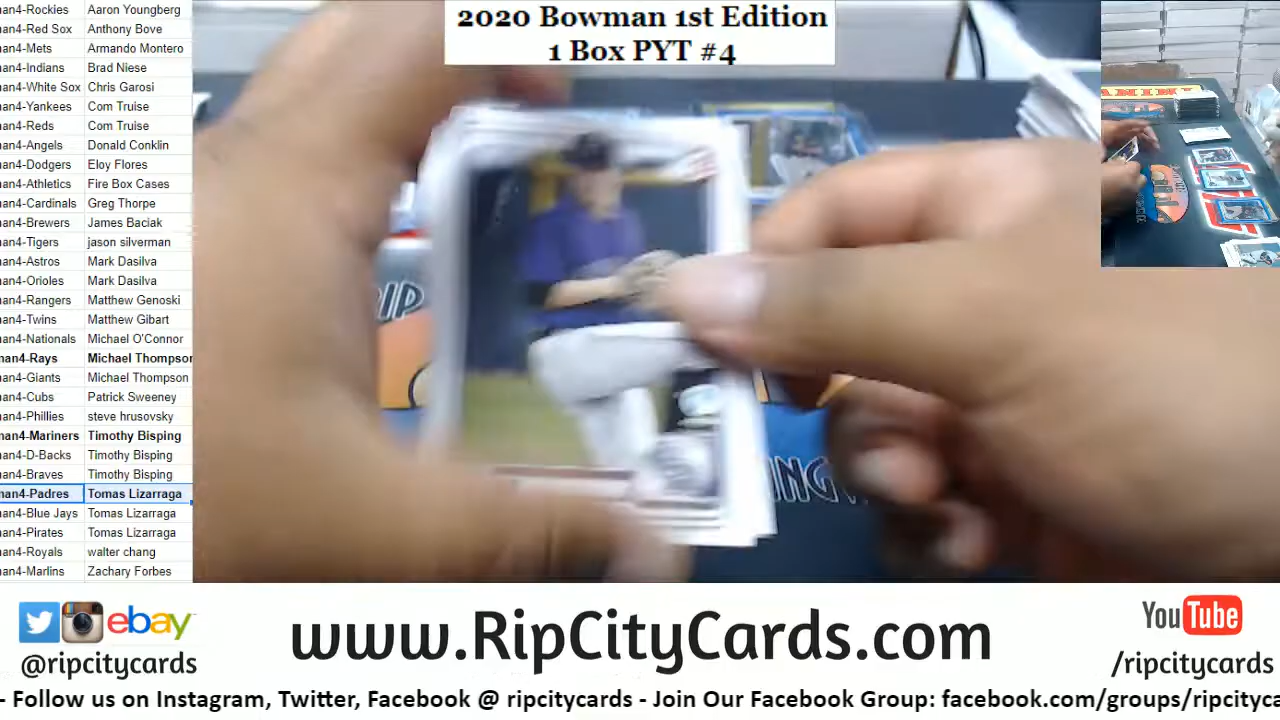 2020 Bowman 1st Edition
1 Box PYT #4
nan4-Rockies Aaron Youngberg
nan4-Red Sox Anthony Bove
nan4-Mets Armando Montero
nan4-Indians Brad Niese
nan4-White Sox Chris Garosi
nan4-Yankees Com Truise
nan4-Reds Com Truise
nan4-Angels Donald Conklin
nan4-Dodgers Eloy Flores
nan4-Athletics Fire Box Cases
nan4-Cardinals Greg Thorpe
nan4-Brewers James Baciak
nan4-Tigers jason silverman
nan4-Astros Mark Dasilva
nan4-Orioles Mark Dasilva
nan4-Rangers Matthew Genoski
nan4-Twins Matthew Gibart
nan4-Nationals Michael O'Connor
nan4-Rays Michael Thompson
nan4-Giants Michael Thompson
nan4-Cubs Patrick Sweeney
nan4-Phillies steve hrusovsky
nan4-Mariners Timothy Bisping
nan4-D-Backs Timothy Bisping
nan4-Braves Timothy Bisping
nan4-Padres Tomas Lizarraga
nan4-Blue Jays Tomas Lizarraga
nan4-Pirates Tomas Lizarraga
nan4-Royals walter chang
nan4-Marlins Zachary Forbes
RIP
PANINI
ebay
@ripcitycards
www.RipCityCards.com
YouTube
/ripcitycards
- Follow us on Instagram, Twitter, Facebook @ ripcitycards - Join Our Facebook Group: facebook.com/groups/ripcityca